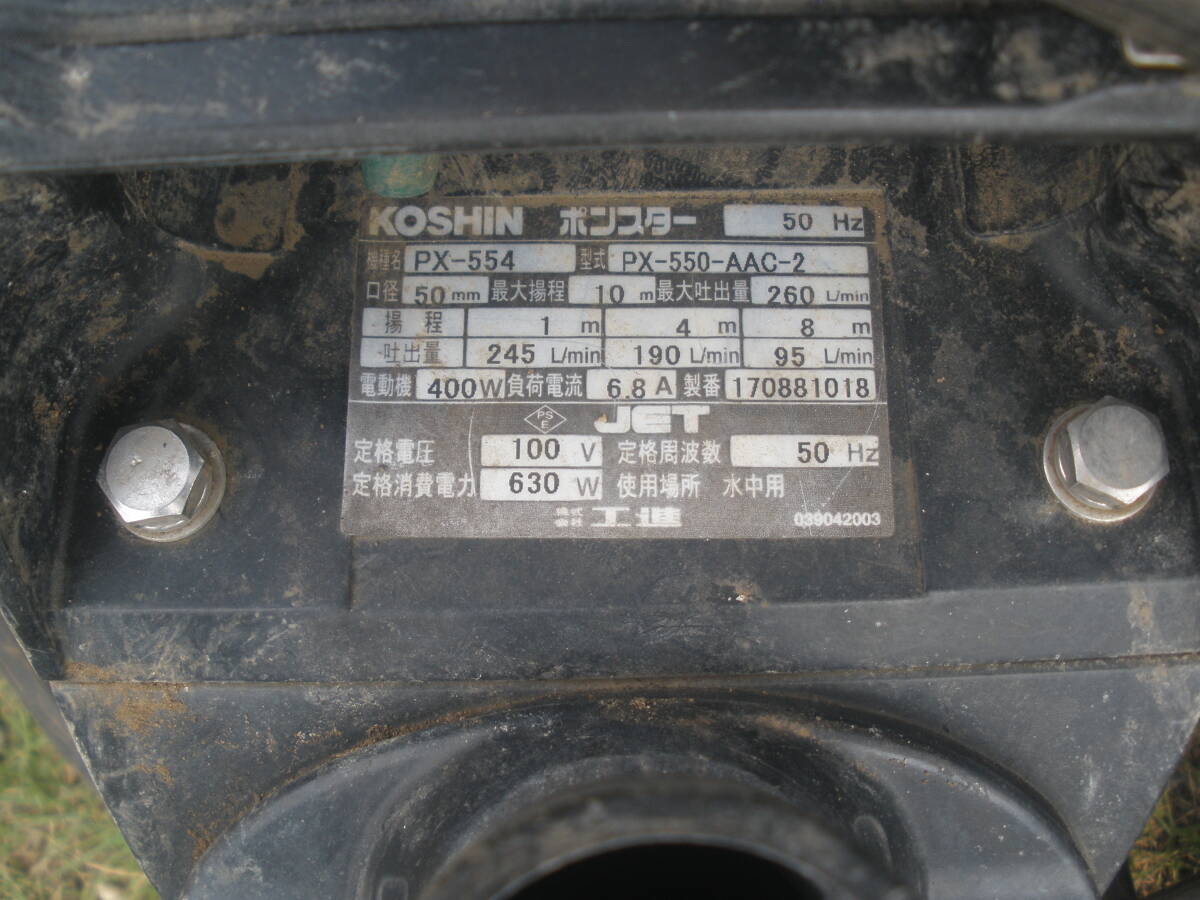 KOSHIN ポンスター 50 Hz
機種名 PX-554 型式 PX-550-AAC-2
口径 50 mm 最大揚程 10 m 最大吐出量 260 L/min
揚程 1 m 4 m 8 m
吐出量 245 L/min 190 L/min 95 L/min
電動機 400W 負荷電流 6.8 A 製番 170881018
PS E JET
定格電圧 100 V 定格周波数 50 Hz
定格消費電力 630 W 使用場所 水中用
株式会社 工進 039042003